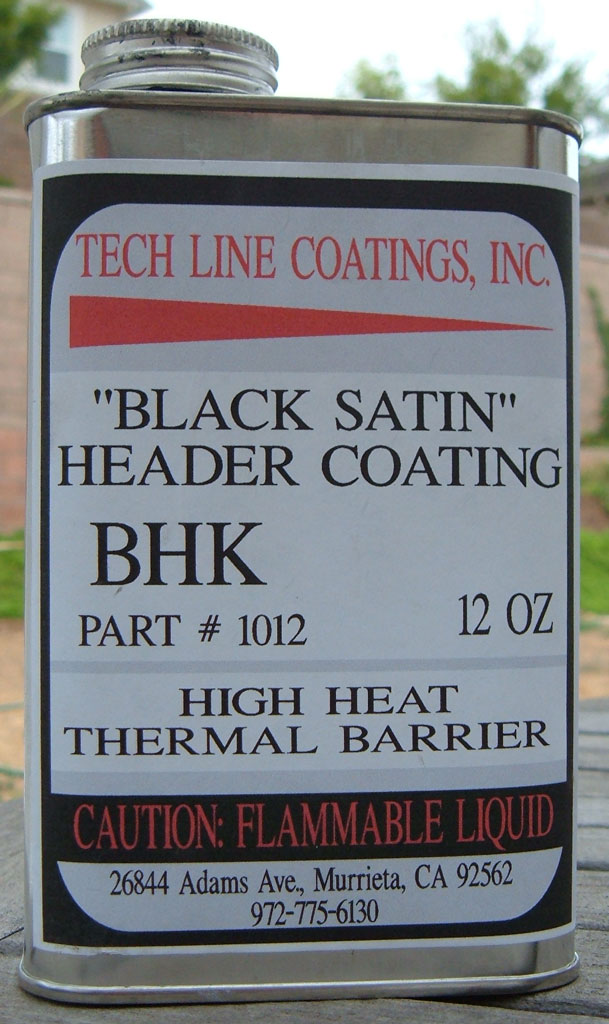 TECH LINE COATINGS, INC.
"BLACK SATIN"
HEADER COATING
BHK
PART # 1012
12 OZ
HIGH HEAT
THERMAL BARRIER
CAUTION: FLAMMABLE LIQUID
26844 Adams Ave., Murrieta, CA 92562
972-775-6130